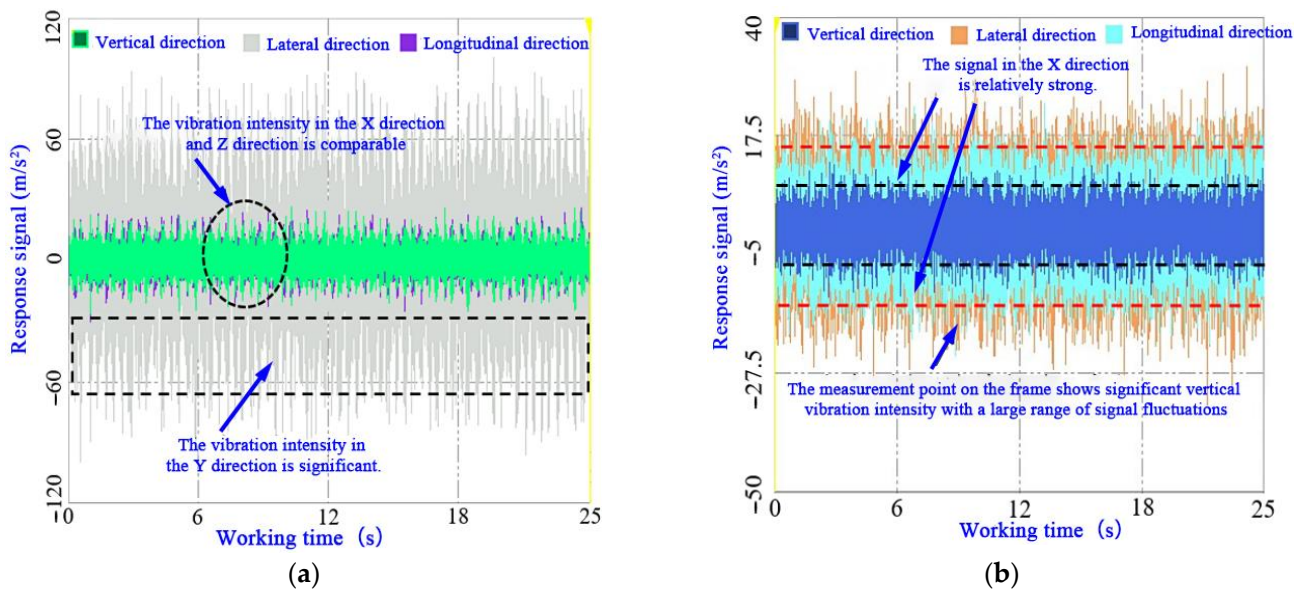 120
Vertical direction Lateral direction Longitudinal direction
The vibration intensity in the X direction
and Z direction is comparable
60
0
−60
The vibration intensity in
the Y direction is significant.
−120
0 6 12 18 25
Response signal (m/s²)
Working time (s)
(a)
40
Vertical direction Lateral direction Longitudinal direction
The signal in the X direction
is relatively strong.
17.5
−5
−27.5
The measurement point on the frame shows significant vertical
vibration intensity with a large range of signal fluctuations
−50
0 6 12 18 25
Response signal (m/s²)
Working time (s)
(b)